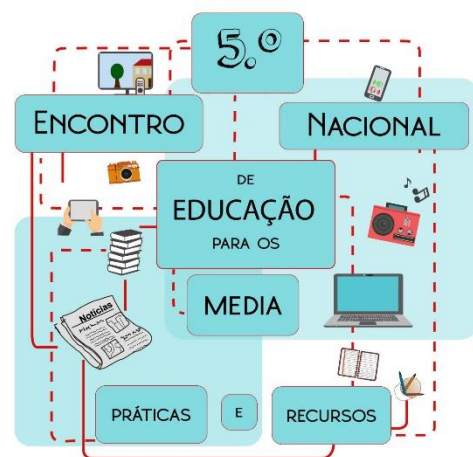 5.º
ENCONTRO
NACIONAL
DE
EDUCAÇÃO
PARA OS
MEDIA
Notícias
PRÁTICAS
E
RECURSOS